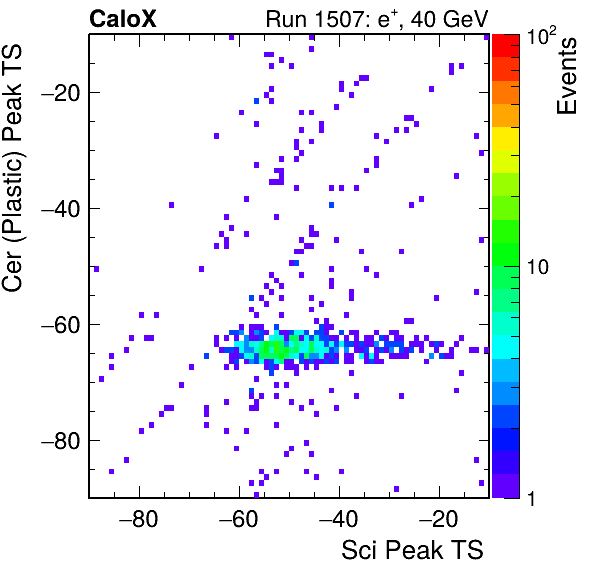 CaloX Run 1507: e⁺, 40 GeV
Cer (Plastic) Peak TS
−20
−40
−60
−80
−80 −60 −40 −20
Sci Peak TS
10²
10
1
Events